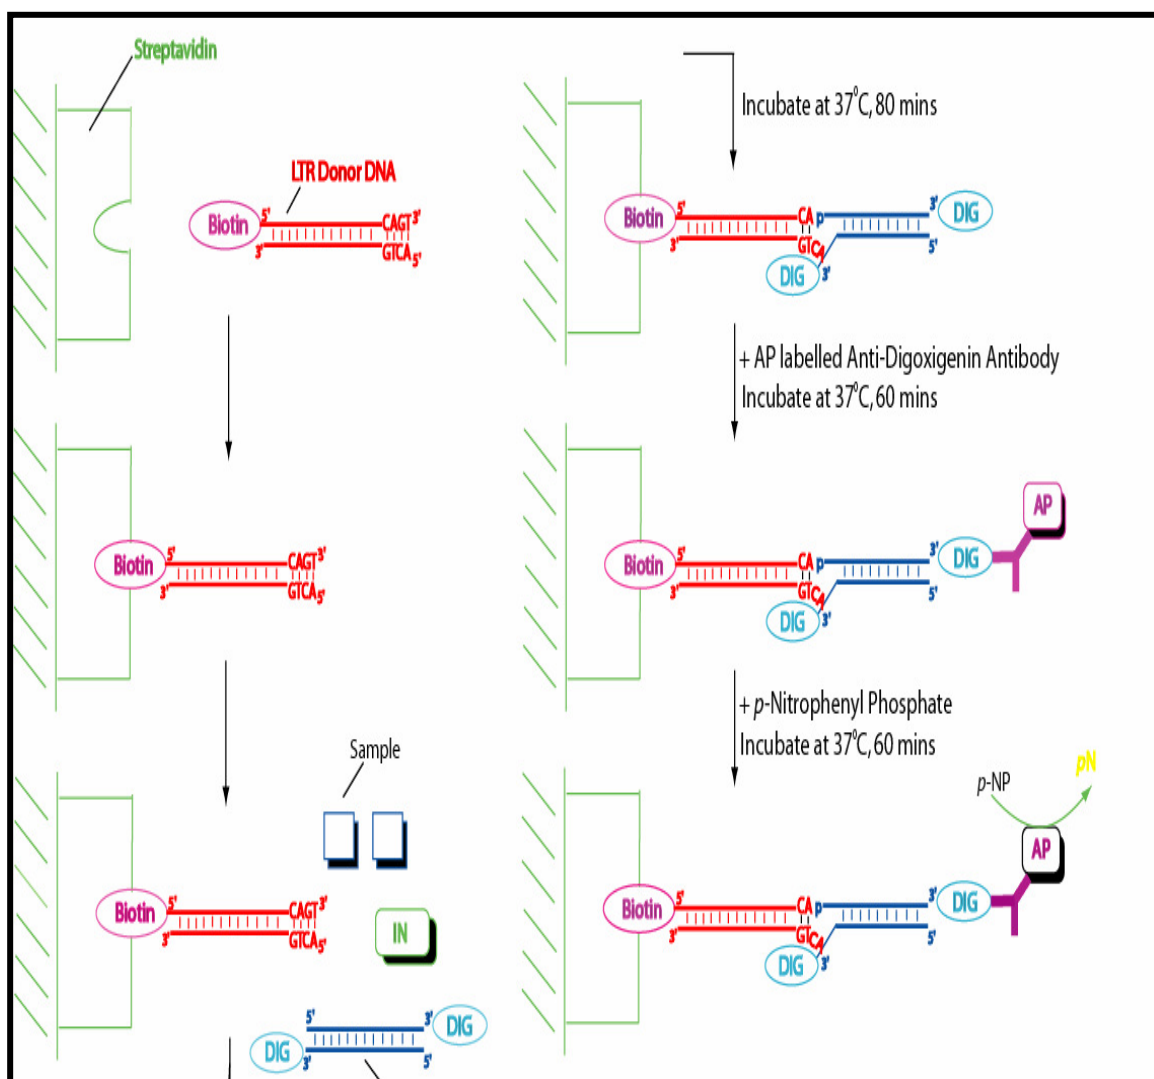 Streptavidin
LTR Donor DNA
Biotin
5'
CAGT
3'
3'
GTCA
5'
Biotin
5'
CAGT
3'
3'
GTCA
5'
Sample
Biotin
5'
CAGT
3'
3'
GTCA
5'
IN
5'
3'
DIG
DIG
3'
5'
Incubate at 37⁰C, 80 mins
Biotin
5'
CA
p
3'
DIG
3'
GTCA
5'
DIG
3'
+ AP labelled Anti-Digoxigenin Antibody
Incubate at 37⁰C, 60 mins
AP
Biotin
5'
CA
p
3'
DIG
3'
GTCA
5'
DIG
3'
+ p-Nitrophenyl Phosphate
Incubate at 37⁰C, 60 mins
p-NP
pN
AP
Biotin
5'
CA
p
3'
DIG
3'
GTCA
5'
DIG
3'